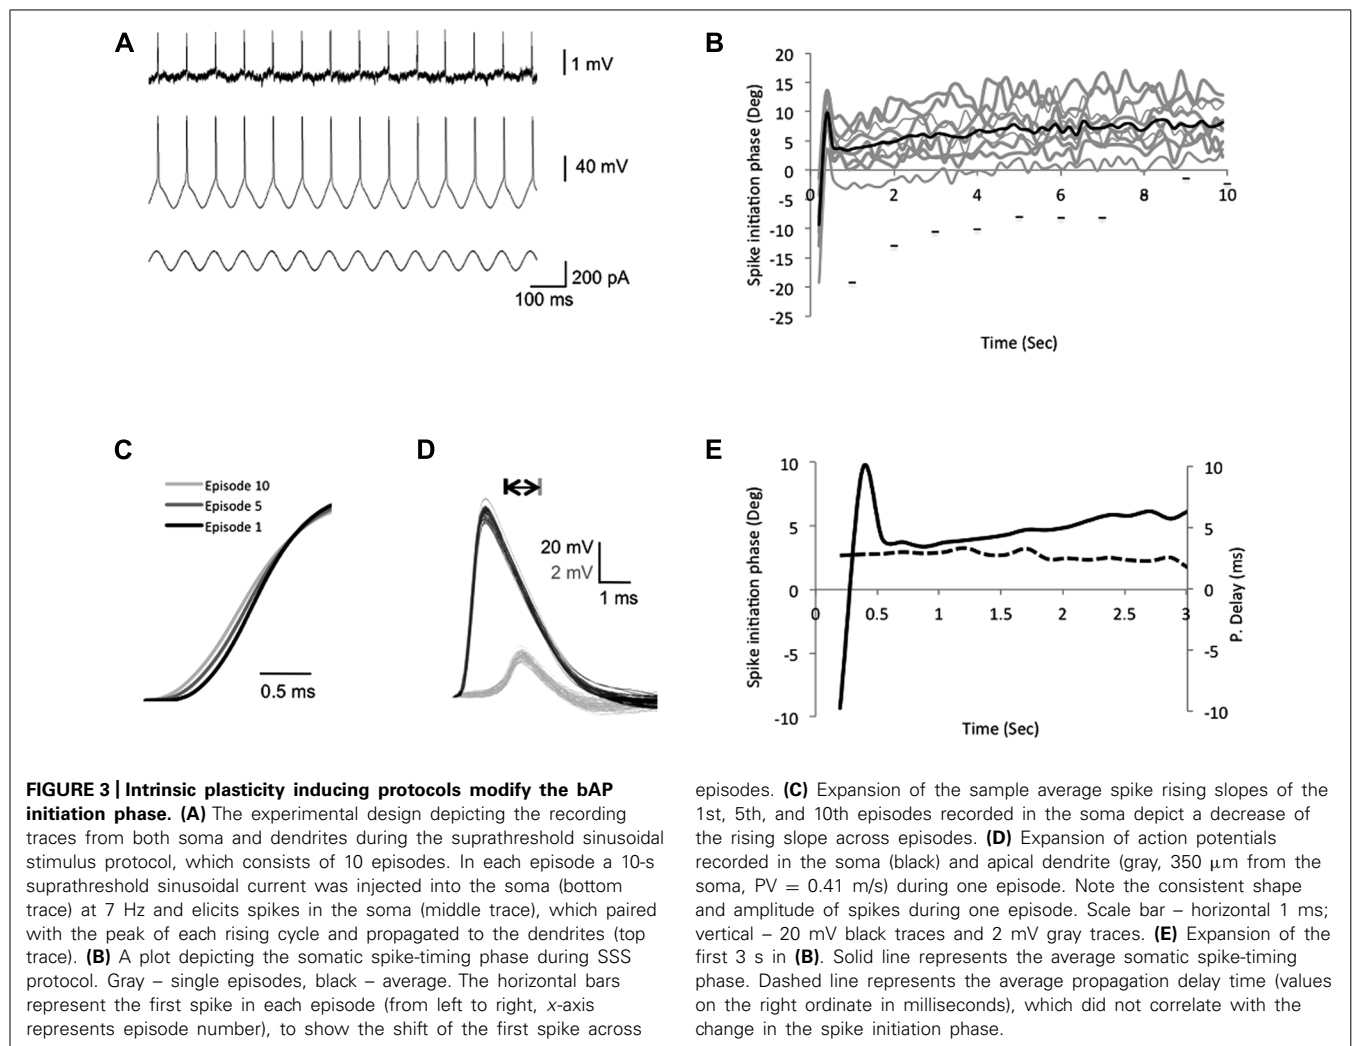 A
1 mV
40 mV
200 pA
100 ms
B
20
15
10
5
0
-5
-10
-15
-20
-25
0 2 4 6 8 10
Spike initiation phase (Deg)
Time (Sec)
C
Episode 10
Episode 5
Episode 1
0.5 ms
D
20 mV
2 mV
1 ms
E
10
5
0
-5
-10
0 0.5 1 1.5 2 2.5 3
10
5
0
-5
-10
Spike initiation phase (Deg)
P. Delay (ms)
Time (Sec)
FIGURE 3 | Intrinsic plasticity inducing protocols modify the bAP
initiation phase. (A) The experimental design depicting the recording
traces from both soma and dendrites during the suprathreshold sinusoidal
stimulus protocol, which consists of 10 episodes. In each episode a 10-s
suprathreshold sinusoidal current was injected into the soma (bottom
trace) at 7 Hz and elicits spikes in the soma (middle trace), which paired
with the peak of each rising cycle and propagated to the dendrites (top
trace). (B) A plot depicting the somatic spike-timing phase during SSS
protocol. Gray – single episodes, black – average. The horizontal bars
represent the first spike in each episode (from left to right, x-axis
represents episode number), to show the shift of the first spike across
episodes. (C) Expansion of the sample average spike rising slopes of the
1st, 5th, and 10th episodes recorded in the soma depict a decrease of
the rising slope across episodes. (D) Expansion of action potentials
recorded in the soma (black) and apical dendrite (gray, 350 μm from the
soma, PV = 0.41 m/s) during one episode. Note the consistent shape
and amplitude of spikes during one episode. Scale bar – horizontal 1 ms;
vertical – 20 mV black traces and 2 mV gray traces. (E) Expansion of the
first 3 s in (B). Solid line represents the average somatic spike-timing
phase. Dashed line represents the average propagation delay time (values
on the right ordinate in milliseconds), which did not correlate with the
change in the spike initiation phase.